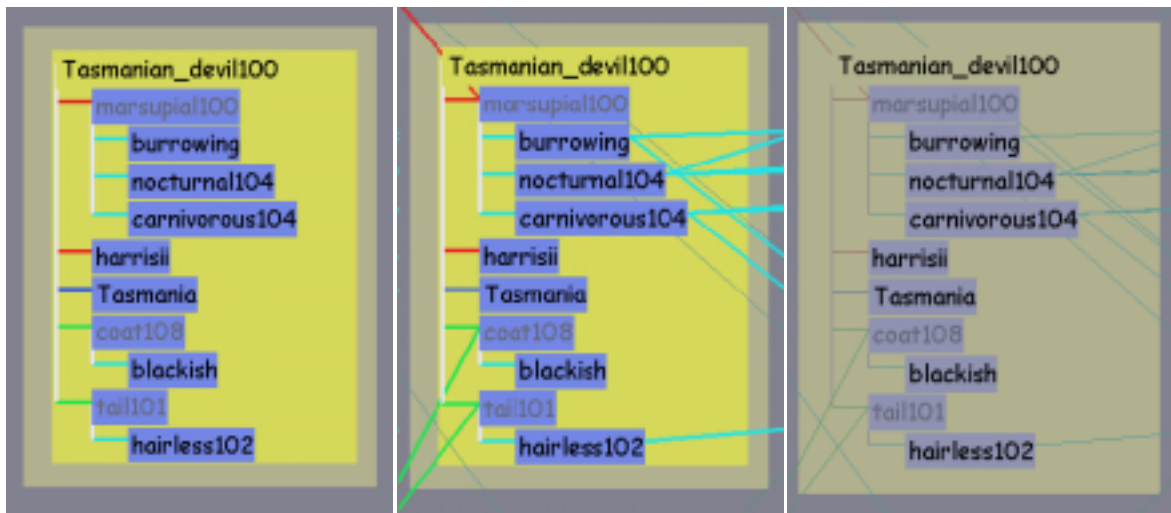 Tasmanian_devil100
marsupial100
burrowing
nocturnal104
carnivorous104
harrisii
Tasmania
coat108
blackish
tail101
hairless102
Tasmanian_devil100
marsupial100
burrowing
nocturnal104
carnivorous104
harrisii
Tasmania
coat108
blackish
tail101
hairless102
Tasmanian_devil100
marsupial100
burrowing
nocturnal104
carnivorous104
harrisii
Tasmania
coat108
blackish
tail101
hairless102